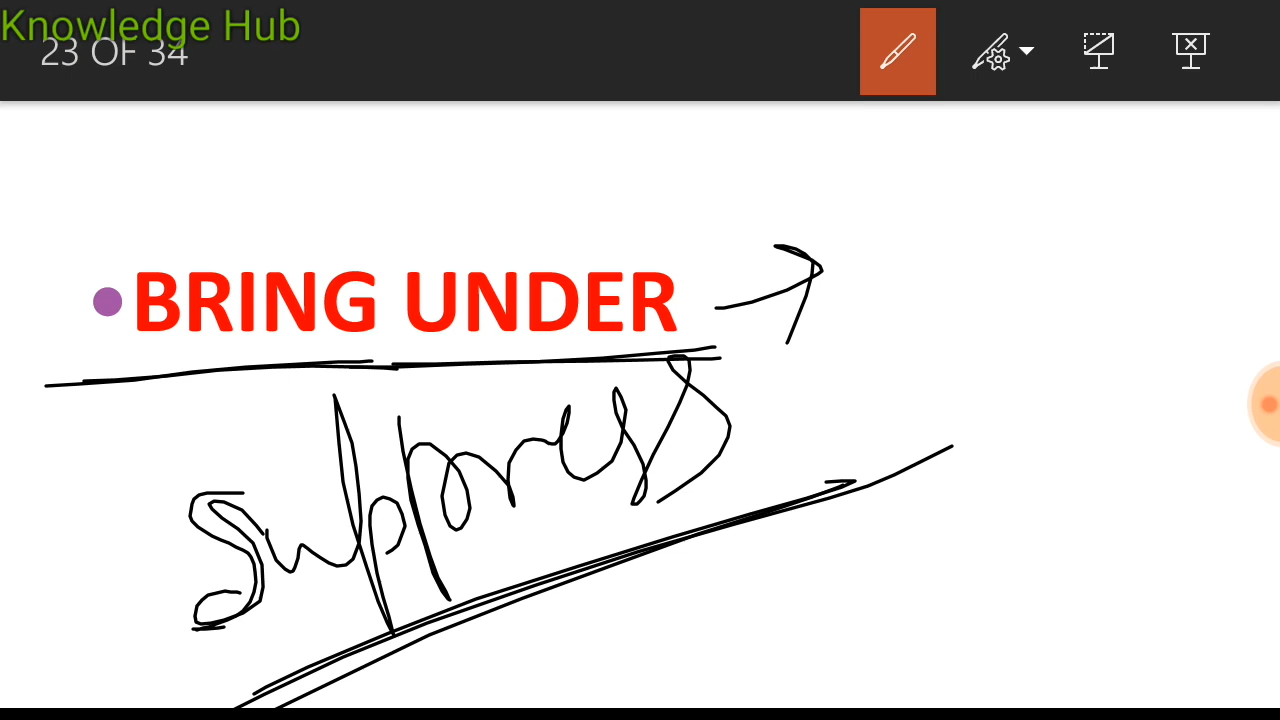 Knowledge Hub
23 OF 34
•BRING UNDER
suppress